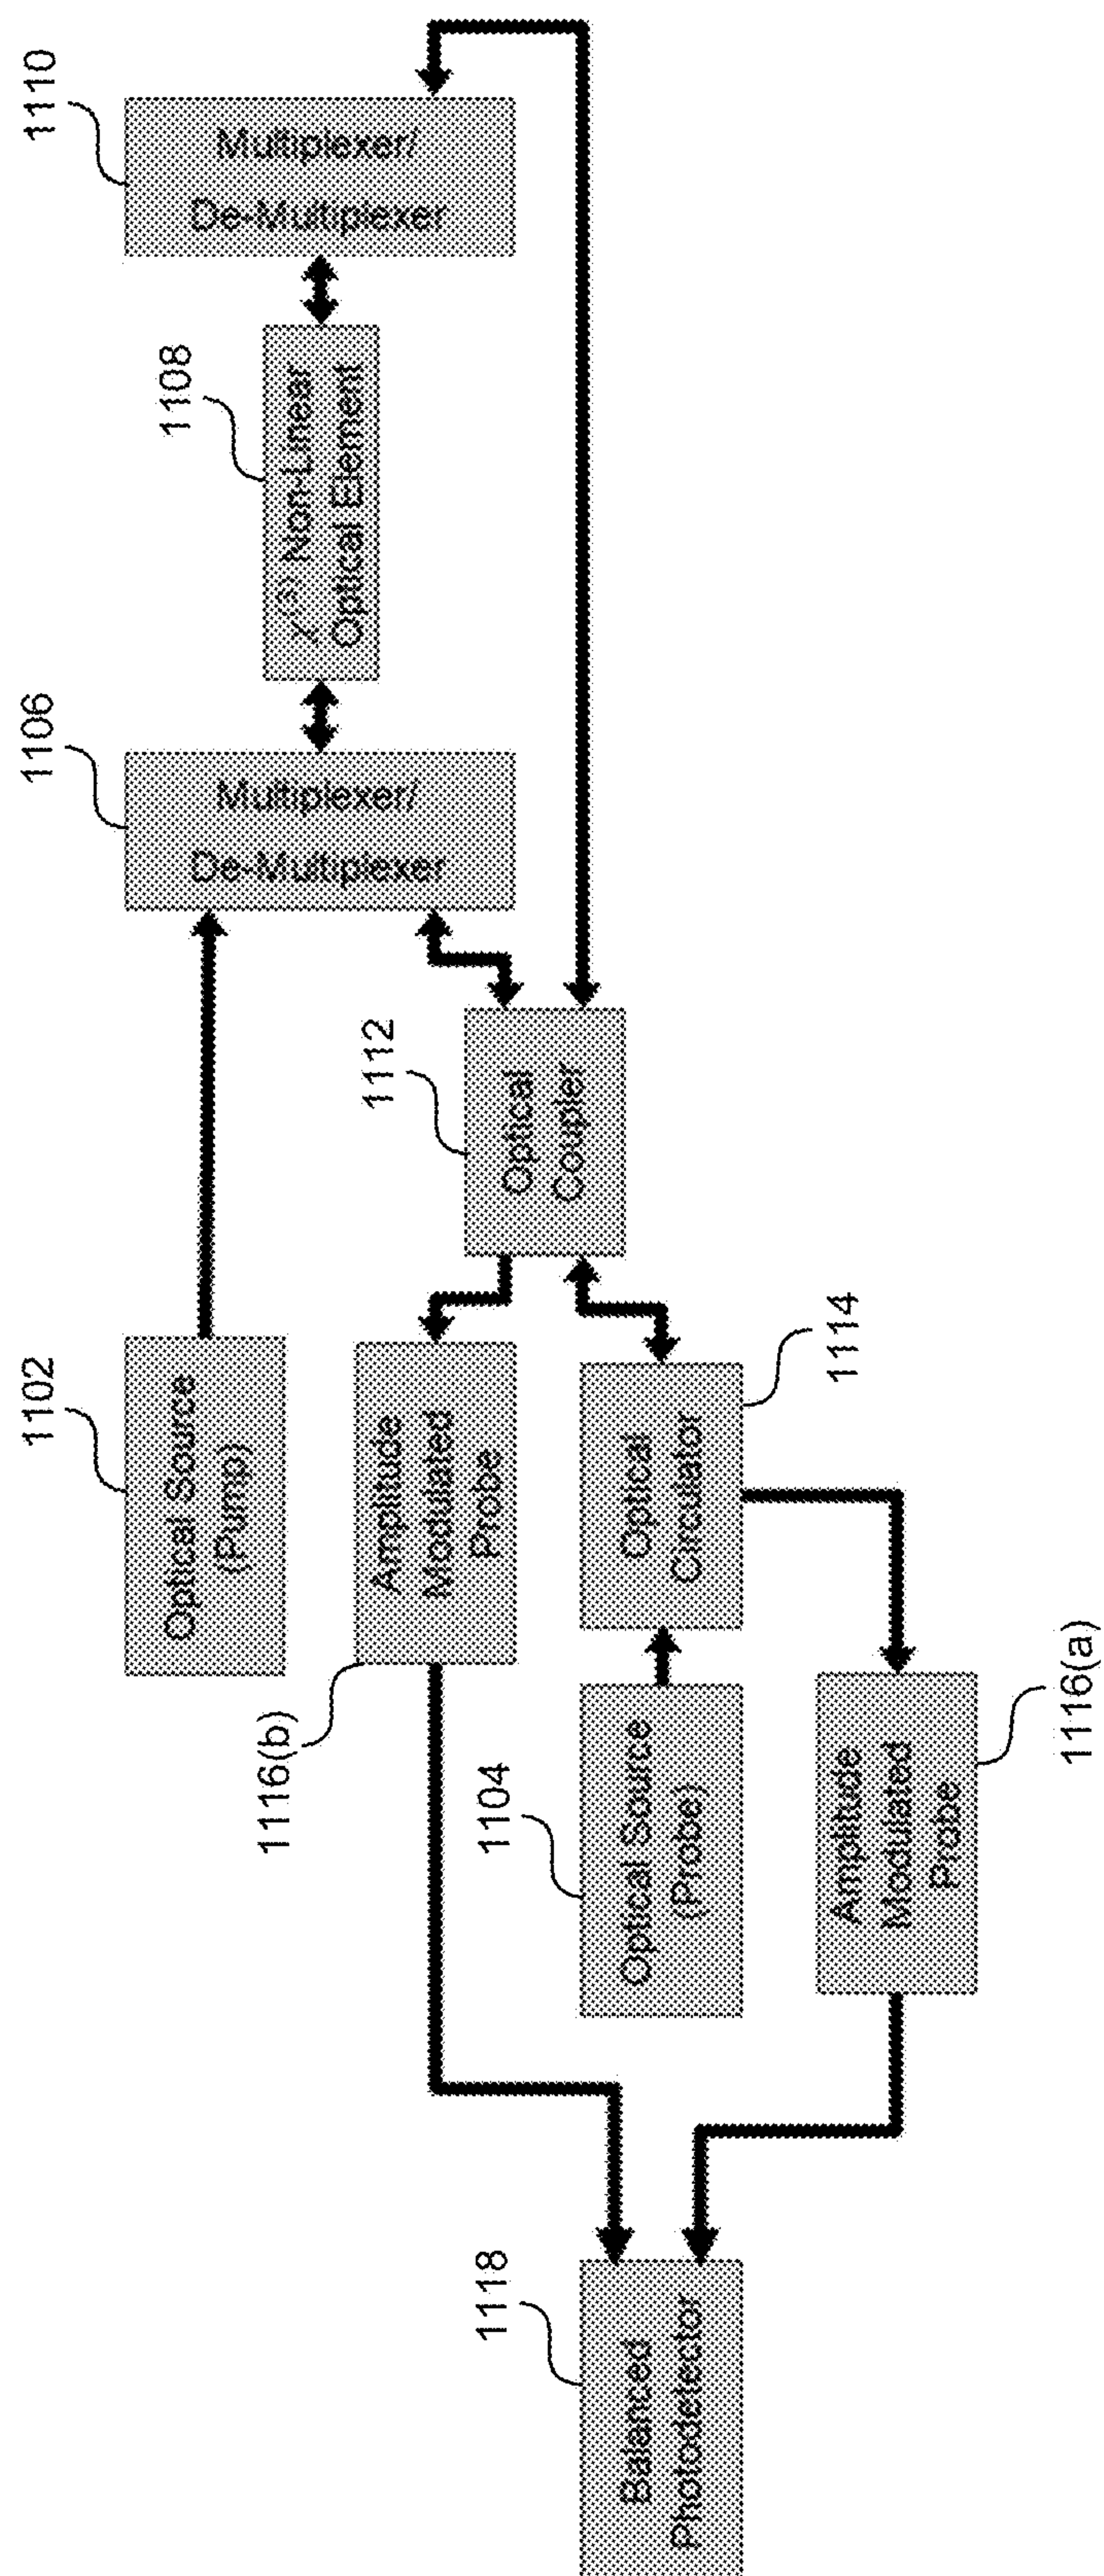 1102
Optical Source
(Pump)
1106
Multiplexer/
De-Multiplexer
1108
χ⁽³⁾ Non-Linear
Optical Element
1110
Multiplexer/
De-Multiplexer
1112
Optical
Coupler
1116(b)
Amplitude
Modulated
Probe
1118
Balanced
Photodetector
1104
Optical Source
(Probe)
Optical
Circulator
1114
Amplitude
Modulated
Probe
1116(a)